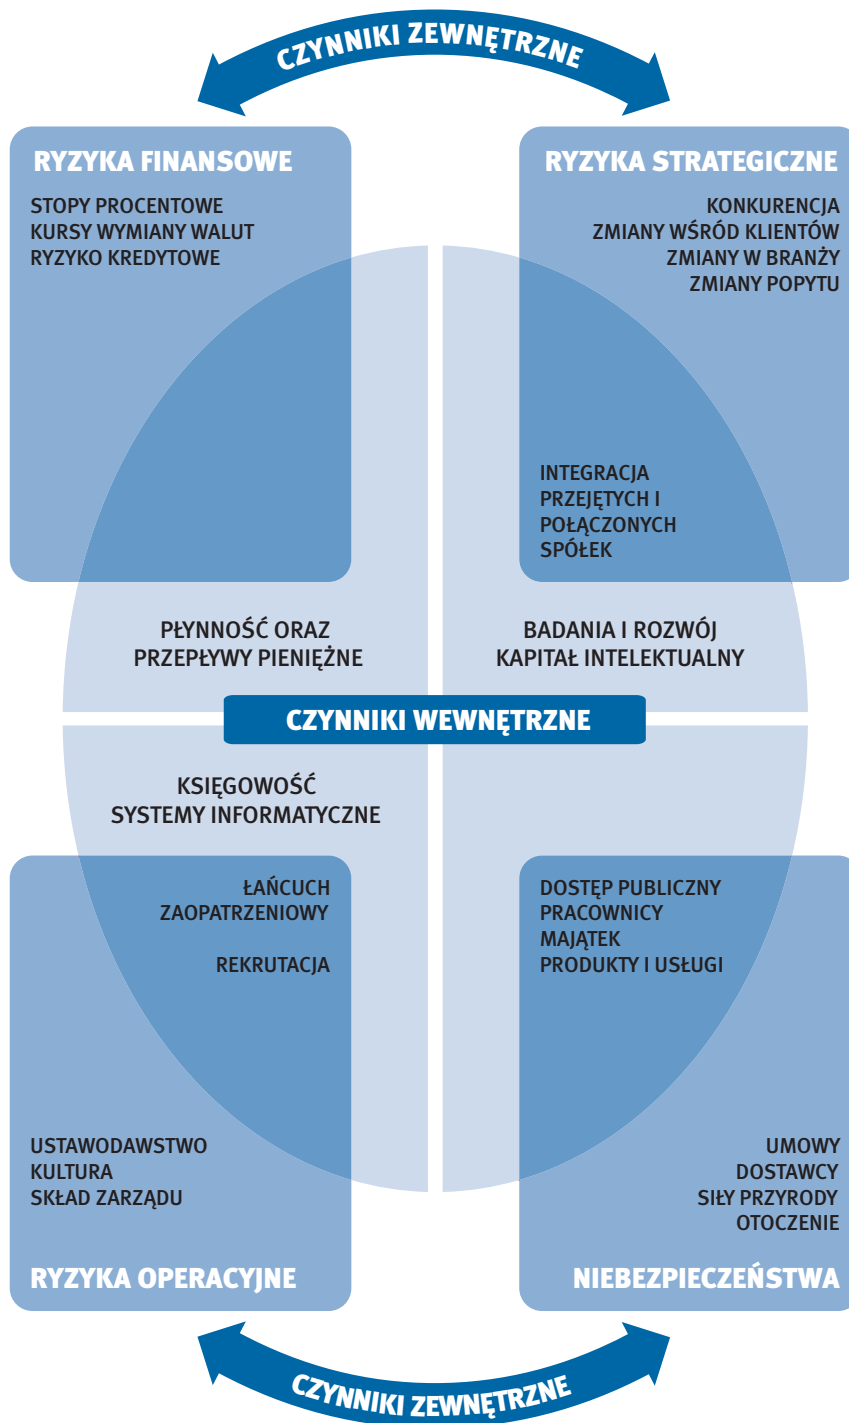 CZYNNIKI ZEWNĘTRZNE
RYZYKA FINANSOWE
STOPY PROCENTOWE
KURSY WYMIANY WALUT
RYZYKO KREDYTOWE
RYZYKA STRATEGICZNE
KONKURENCJA
ZMIANY WŚRÓD KLIENTÓW
ZMIANY W BRANŻY
ZMIANY POPYTU
INTEGRACJA
PRZEJĘTYCH I
POŁĄCZONYCH
SPÓŁEK
PŁYNNOŚĆ ORAZ
PRZEPŁYWY PIENIĘŻNE
BADANIA I ROZWÓJ
KAPITAŁ INTELEKTUALNY
CZYNNIKI WEWNĘTRZNE
KSIĘGOWOŚĆ
SYSTEMY INFORMATYCZNE
ŁAŃCUCH
ZAOPATRZENIOWY
REKRUTACJA
USTAWODAWSTWO
KULTURA
SKŁAD ZARZĄDU
RYZYKA OPERACYJNE
DOSTĘP PUBLICZNY
PRACOWNICY
MAJĄTEK
PRODUKTY I USŁUGI
UMOWY
DOSTAWCY
SIŁY PRZYRODY
OTOCZENIE
NIEBEZPIECZEŃSTWA
CZYNNIKI ZEWNĘTRZNE